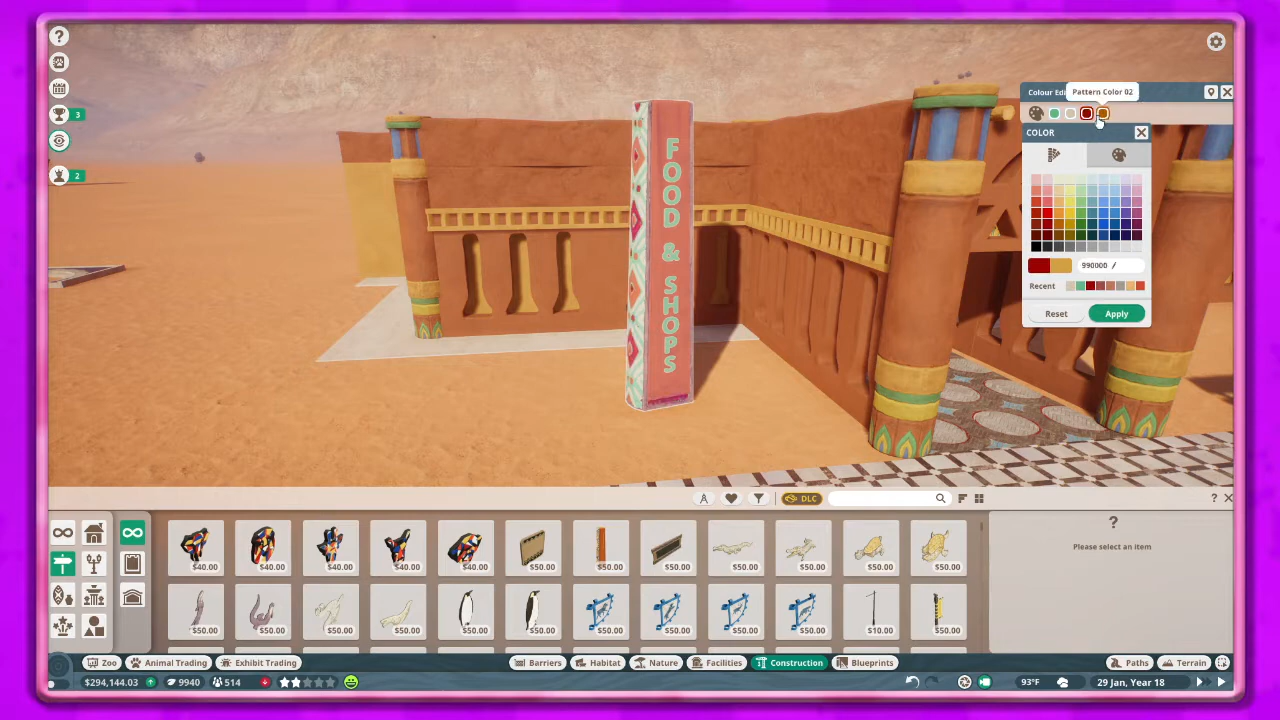 3
2
Colour Edi
Pattern Color 02
COLOR
990000 /
Recent
Reset
Apply
FOOD & SHOPS
DLC
?
Please select an item
$40.00 $40.00 $40.00 $40.00 $40.00 $50.00 $50.00 $50.00 $50.00 $50.00 $50.00 $50.00
$50.00 $50.00 $50.00 $50.00 $50.00 $50.00 $50.00 $50.00 $50.00 $50.00 $10.00 $50.00
Zoo Animal Trading Exhibit Trading Barriers Habitat Nature Facilities Construction Blueprints Paths Terrain
$294,144.03 9940 514 93°F 29 Jan, Year 18